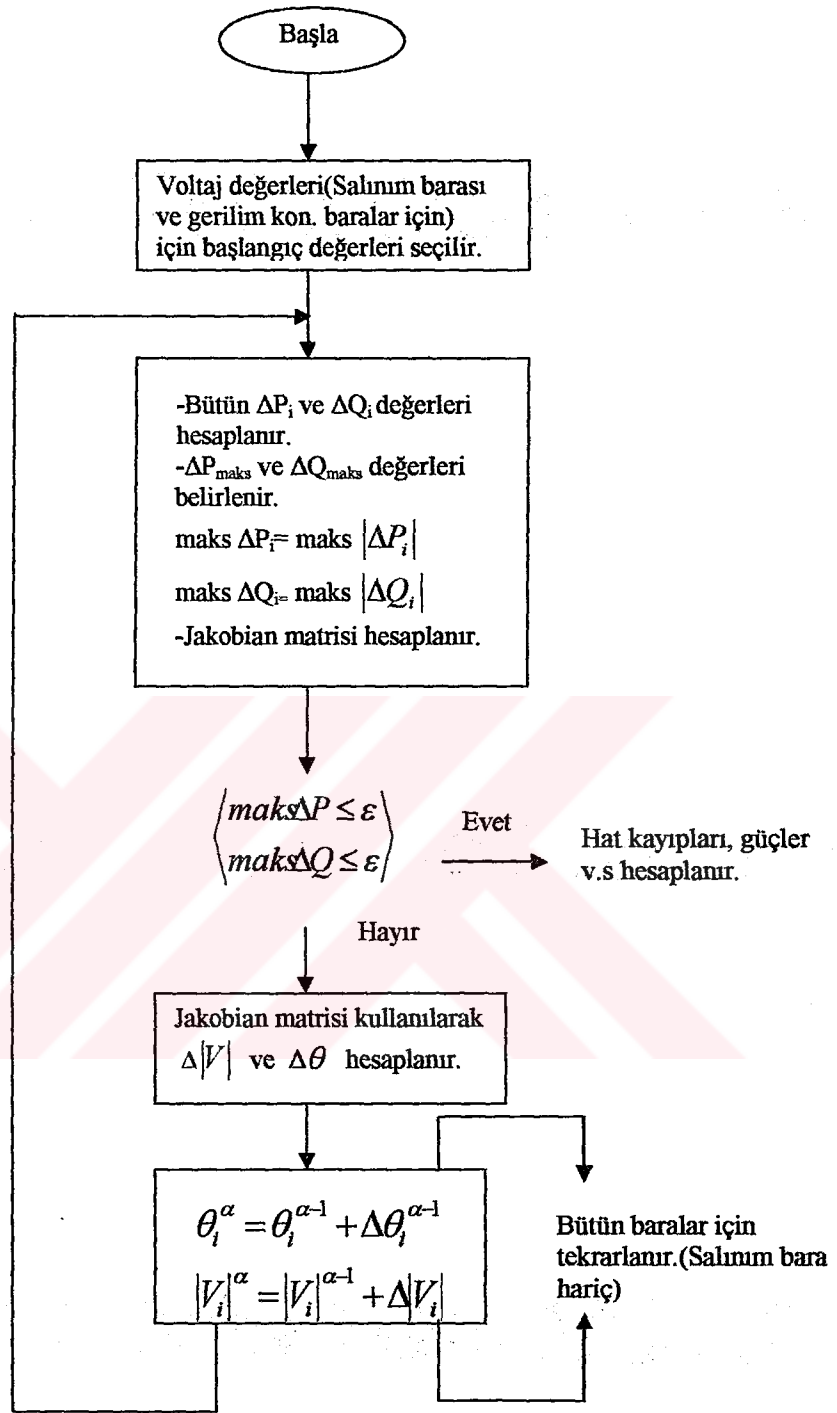 Başla
Voltaj değerleri(Salınım barası
ve gerilim kon. baralar için)
için başlangıç değerleri seçilir.
-Bütün ΔPᵢ ve ΔQᵢ değerleri
hesaplanır.
-ΔPmaks ve ΔQmaks değerleri
belirlenir.
maks ΔPᵢ= maks |ΔPᵢ|
maks ΔQᵢ= maks |ΔQᵢ|
-Jakobian matrisi hesaplanır.
maksΔP ≤ ε
maksΔQ ≤ ε
Evet
Hat kayıpları, güçler
v.s hesaplanır.
Hayır
Jakobian matrisi kullanılarak
Δ|V| ve Δθ hesaplanır.
θᵢ^α = θᵢ^α-1 + Δθᵢ^α-1
|Vᵢ|^α = |Vᵢ|^α-1 + Δ|Vᵢ|
Bütün baralar için
tekrarlanır.(Salınım bara
hariç)